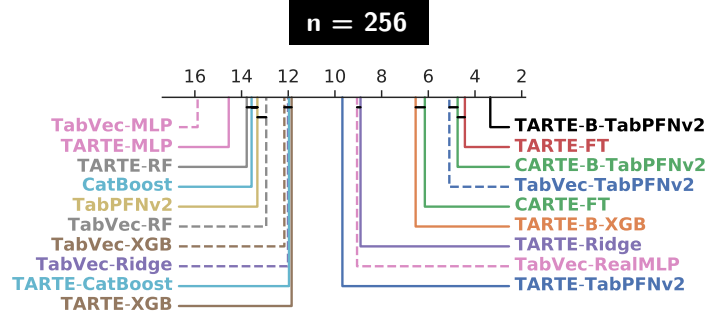 n = 256
16 14 12 10 8 6 4 2
TabVec-MLP
TARTE-MLP
TARTE-RF
CatBoost
TabPFNv2
TabVec-RF
TabVec-XGB
TabVec-Ridge
TARTE-CatBoost
TARTE-XGB
TARTE-B-TabPFNv2
TARTE-FT
CARTE-B-TabPFNv2
TabVec-TabPFNv2
CARTE-FT
TARTE-B-XGB
TARTE-Ridge
TabVec-RealMLP
TARTE-TabPFNv2